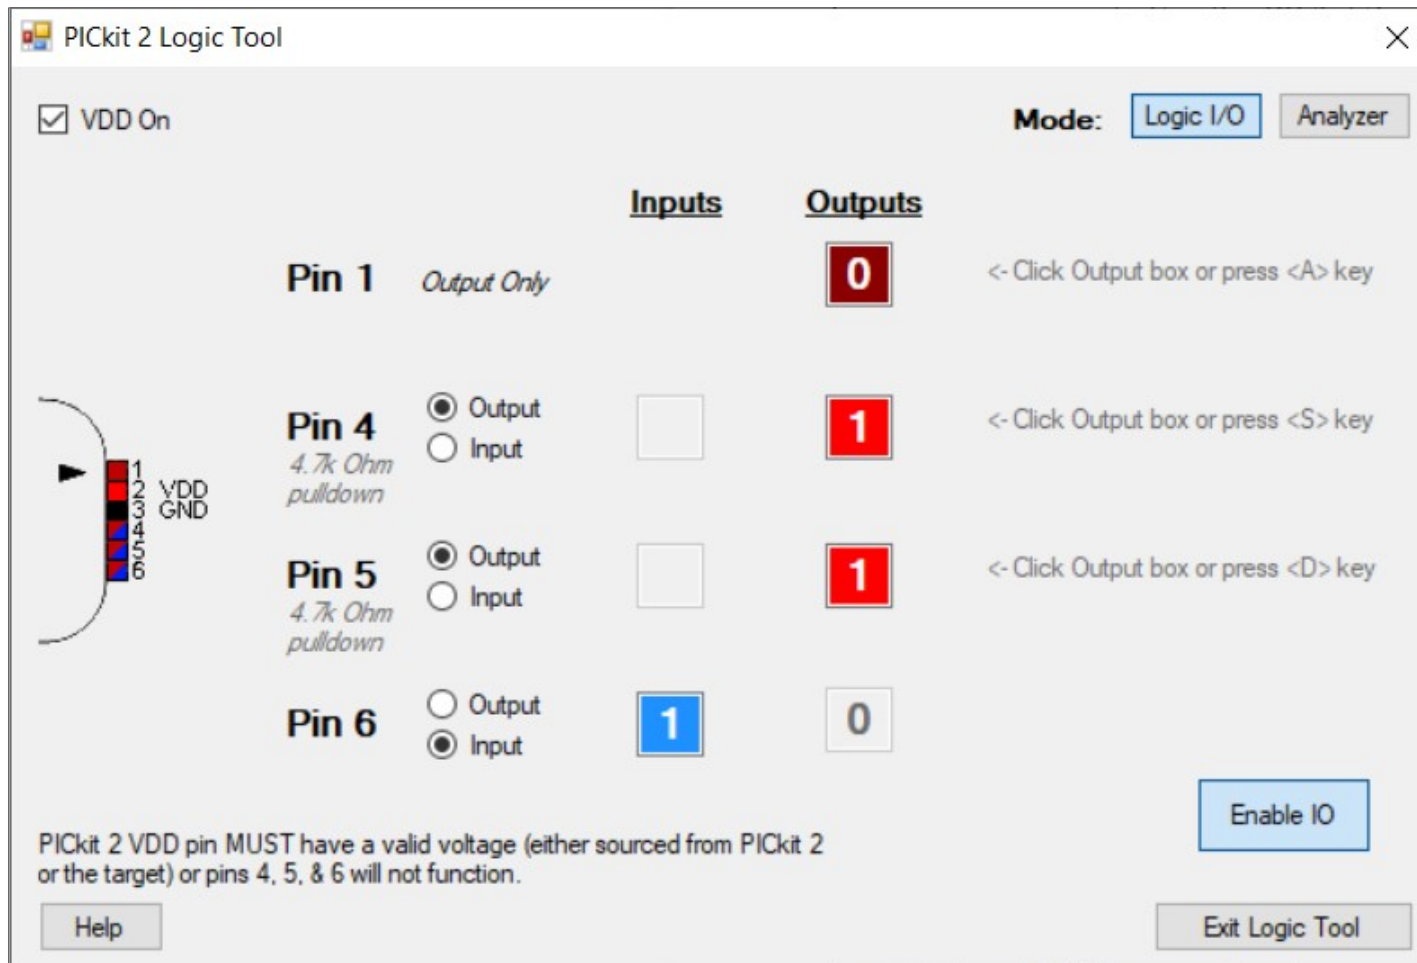 PICkit 2 Logic Tool
VDD On
Mode: Logic I/O Analyzer
Inputs Outputs
Pin 1 Output Only 0 <- Click Output box or press <A> key
Pin 4 Output 1 <- Click Output box or press <S> key
4.7k Ohm Input
pulldown
1
2 VDD
3 GND
4
5
6
Pin 5 Output 1 <- Click Output box or press <D> key
4.7k Ohm Input
pulldown
Pin 6 Output 1 0
Input
Enable IO
PICkit 2 VDD pin MUST have a valid voltage (either sourced from PICkit 2
or the target) or pins 4, 5, & 6 will not function.
Help Exit Logic Tool